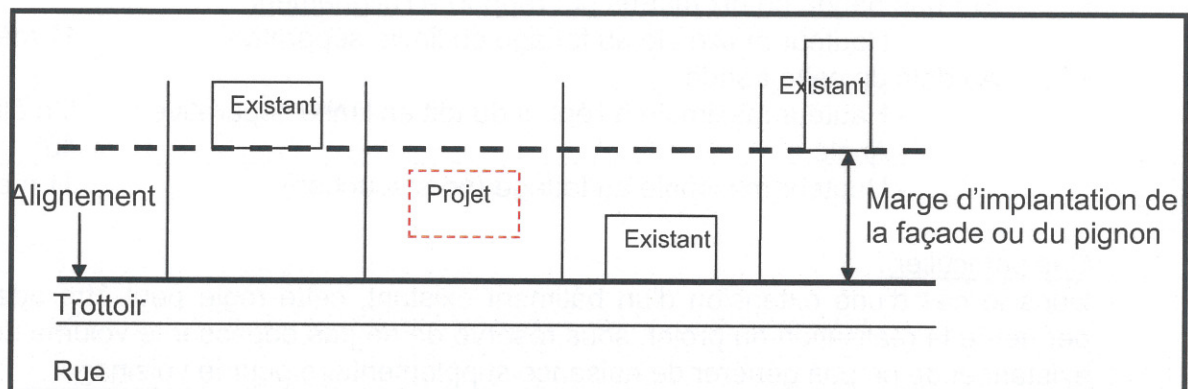 Existant
Existant
Projet
Existant
Alignement
Marge d'implantation de
la façade ou du pignon
Trottoir
Rue